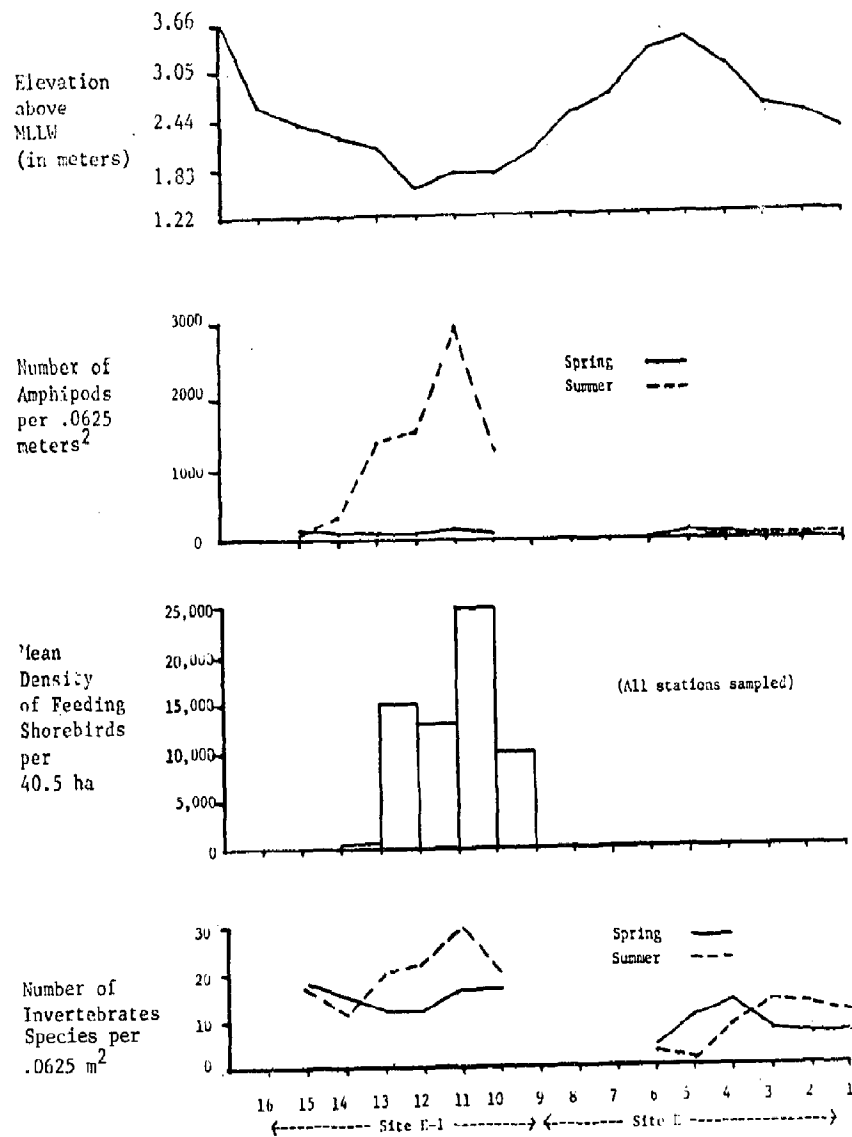 3.66
3.05
2.44
1.83
1.22
Elevation
above
MLLW
(in meters)
3000
2000
1000
0
Number of
Amphipods
per .0625
meters2
Spring
Summer
25,000
20,000
15,000
10,000
5,000
0
Mean
Density
of Feeding
Shorebirds
per
40.5 ha
(All stations sampled)
30
20
10
0
Number of
Invertebrates
Species per
.0625 m2
Spring
Summer
16 15 14 13 12 11 10 9 8 7 6 5 4 3 2 1
Site E-1 Site E